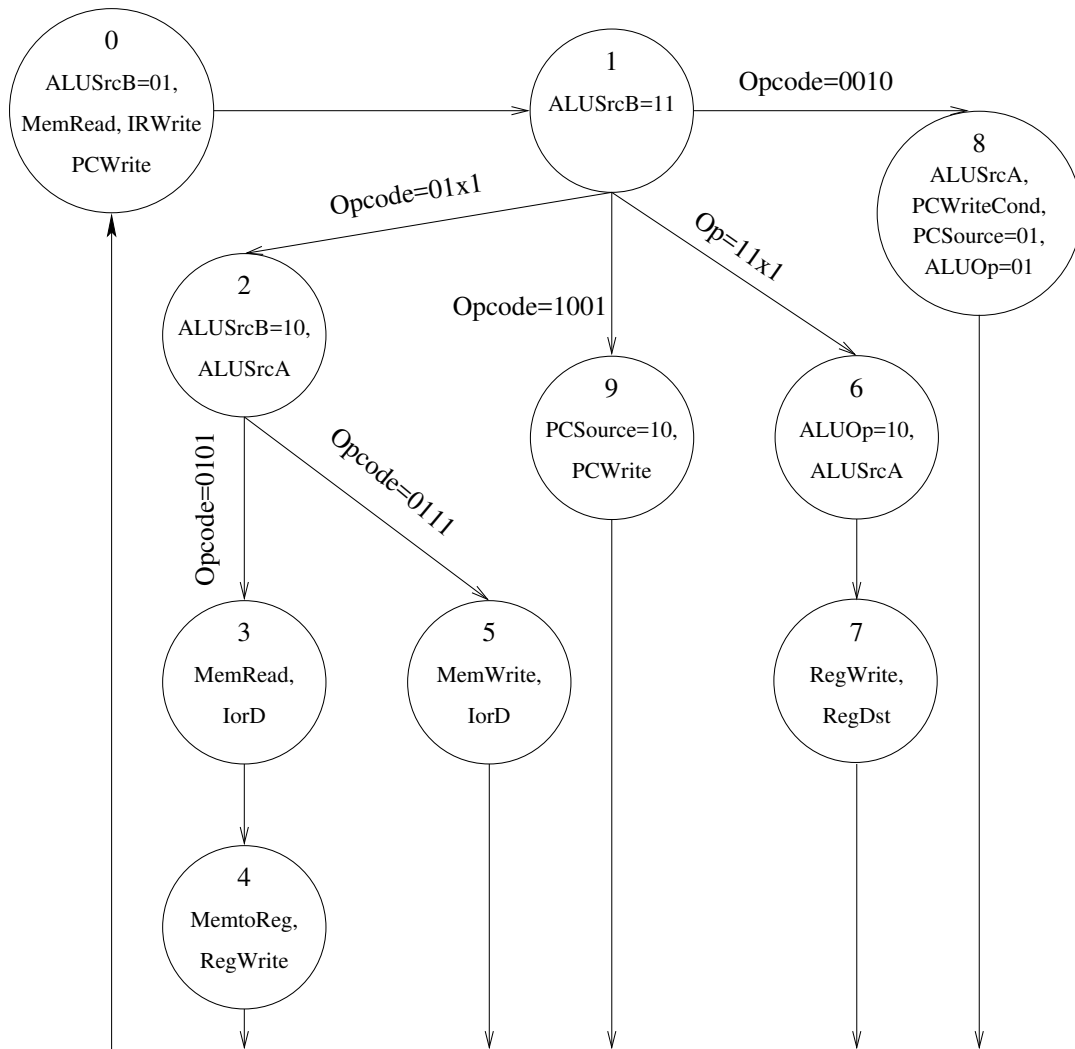 0
ALUSrcB=01,
MemRead, IRWrite
PCWrite
1
ALUSrcB=11
Opcode=0010
8
ALUSrcA,
PCWriteCond,
PCSource=01,
ALUOp=01
Opcode=01x1
Op=11x1
Opcode=1001
2
ALUSrcB=10,
ALUSrcA
9
PCSource=10,
PCWrite
6
ALUOp=10,
ALUSrcA
Opcode=0101
Opcode=0111
3
MemRead,
IorD
5
MemWrite,
IorD
7
RegWrite,
RegDst
4
MemtoReg,
RegWrite